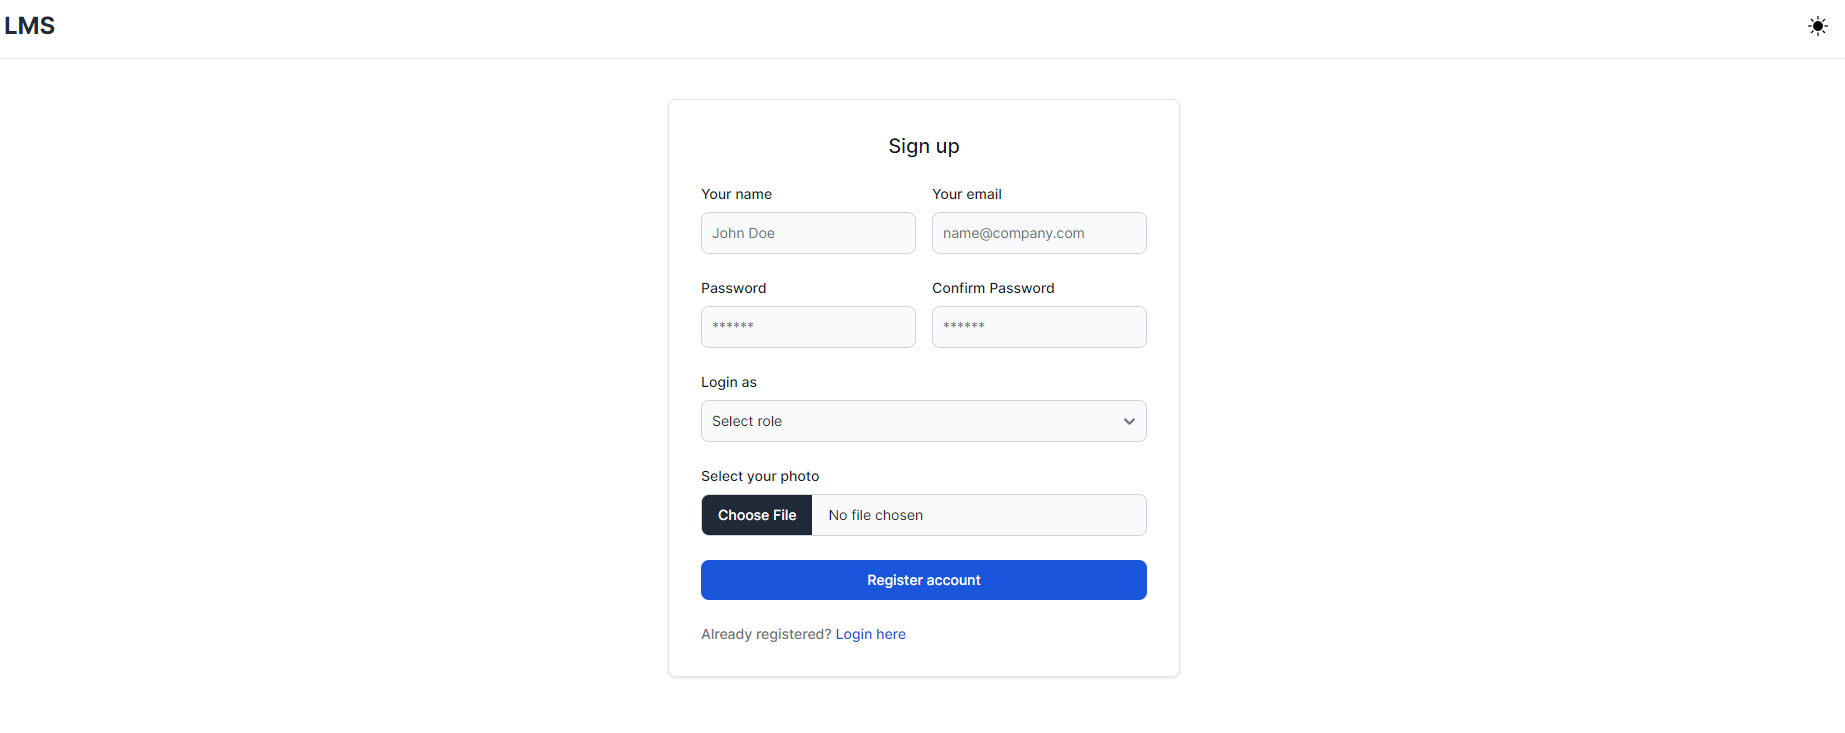 LMS
Sign up
Your name Your email
John Doe name@company.com
Password Confirm Password
****** ******
Login as
Select role
Select your photo
Choose File No file chosen
Register account
Already registered? Login here